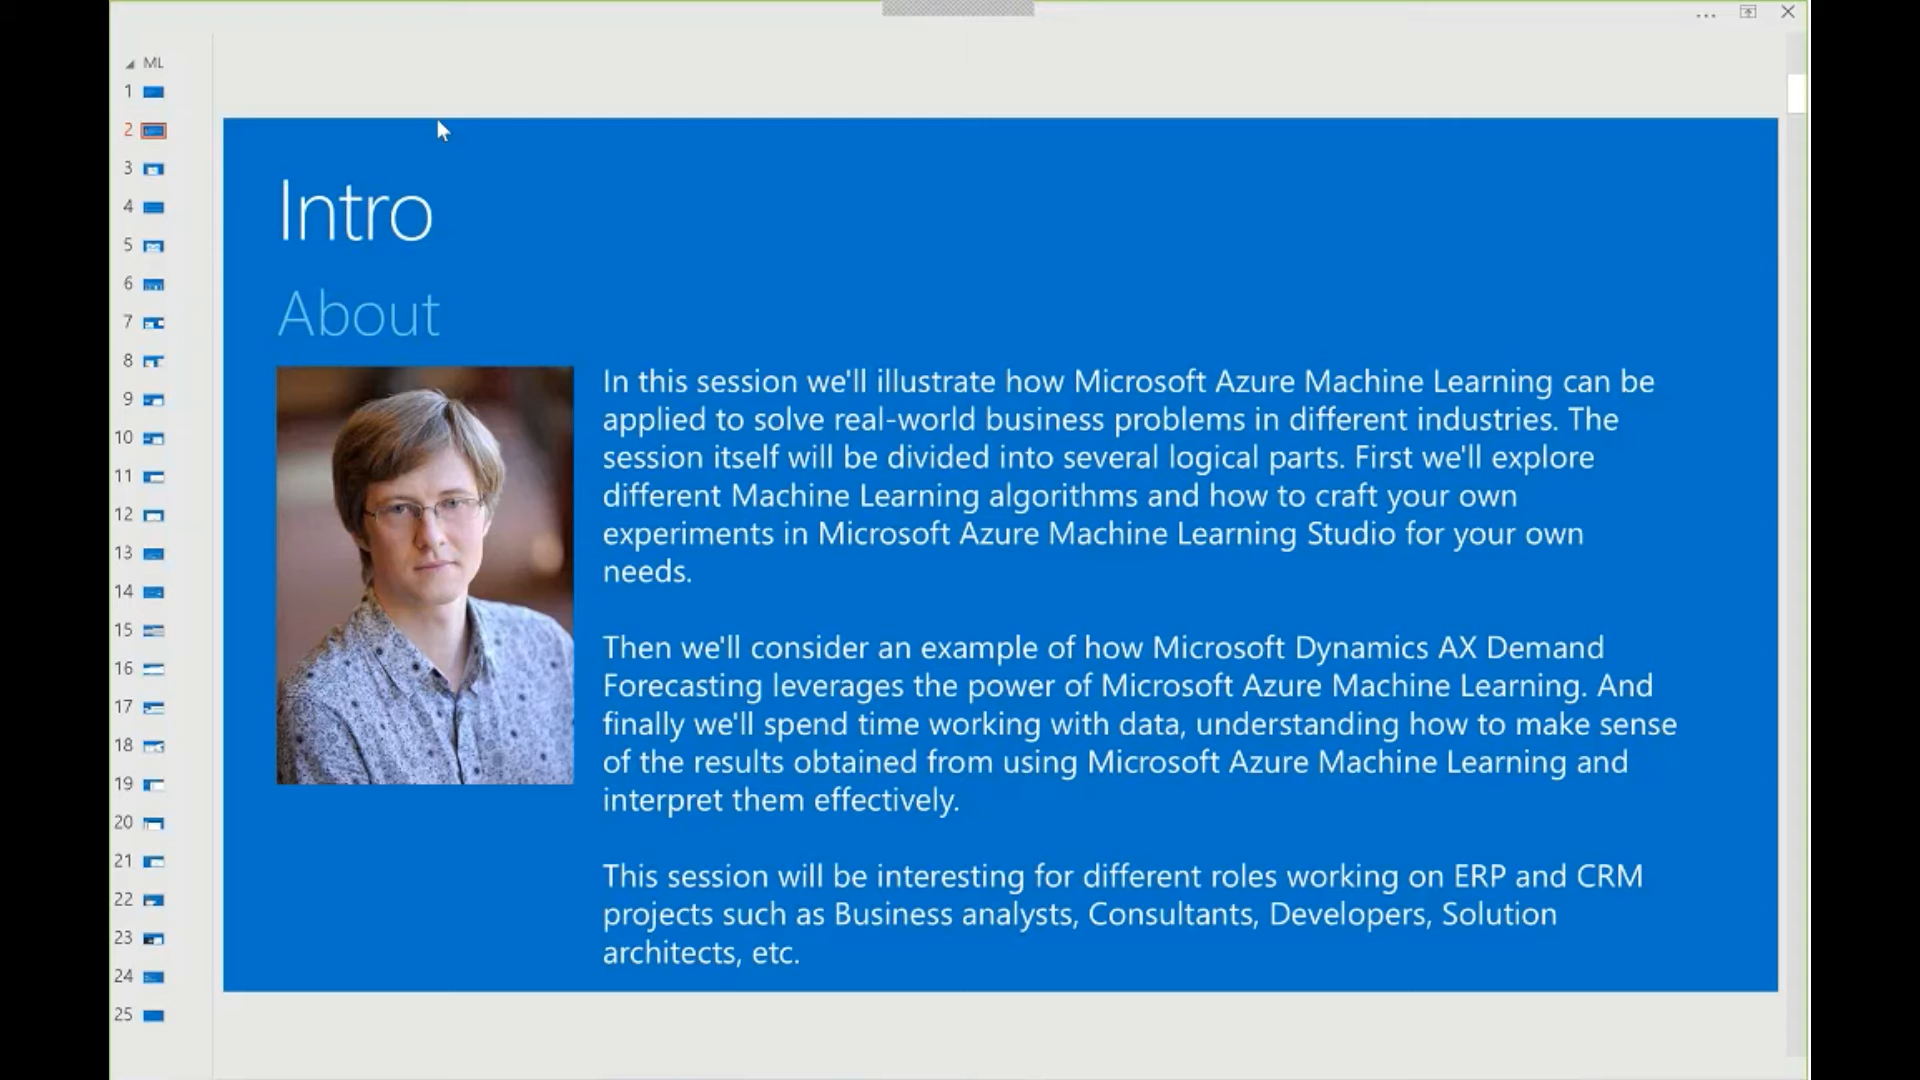 ML
1
2
3
4
5
6
7
8
9
10
11
12
13
14
15
16
17
18
19
20
21
22
23
24
25
Intro
About
In this session we'll illustrate how Microsoft Azure Machine Learning can be
applied to solve real-world business problems in different industries. The
session itself will be divided into several logical parts. First we'll explore
different Machine Learning algorithms and how to craft your own
experiments in Microsoft Azure Machine Learning Studio for your own
needs.
Then we'll consider an example of how Microsoft Dynamics AX Demand
Forecasting leverages the power of Microsoft Azure Machine Learning. And
finally we'll spend time working with data, understanding how to make sense
of the results obtained from using Microsoft Azure Machine Learning and
interpret them effectively.
This session will be interesting for different roles working on ERP and CRM
projects such as Business analysts, Consultants, Developers, Solution
architects, etc.